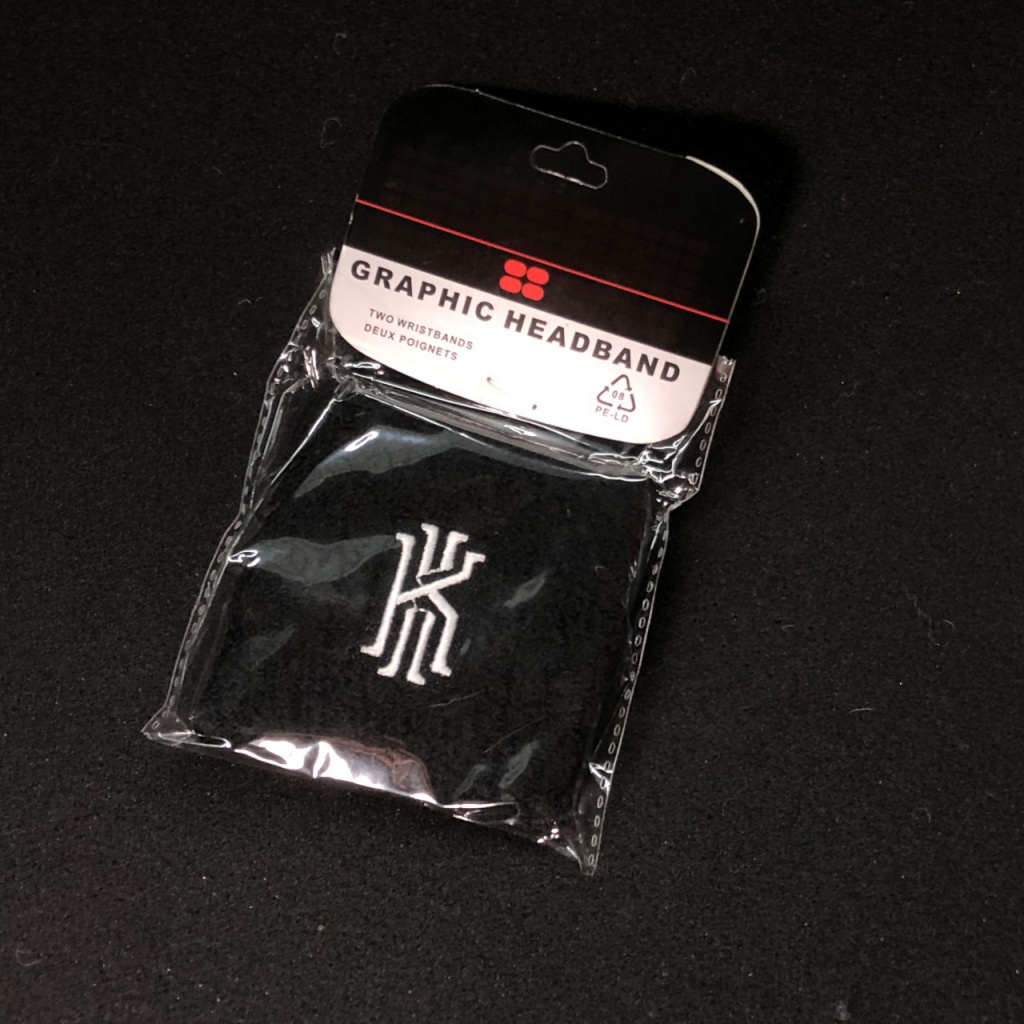 GRAPHIC HEADBAND
TWO WRISTBANDS
DEUX POIGNETS
08
PE-LD